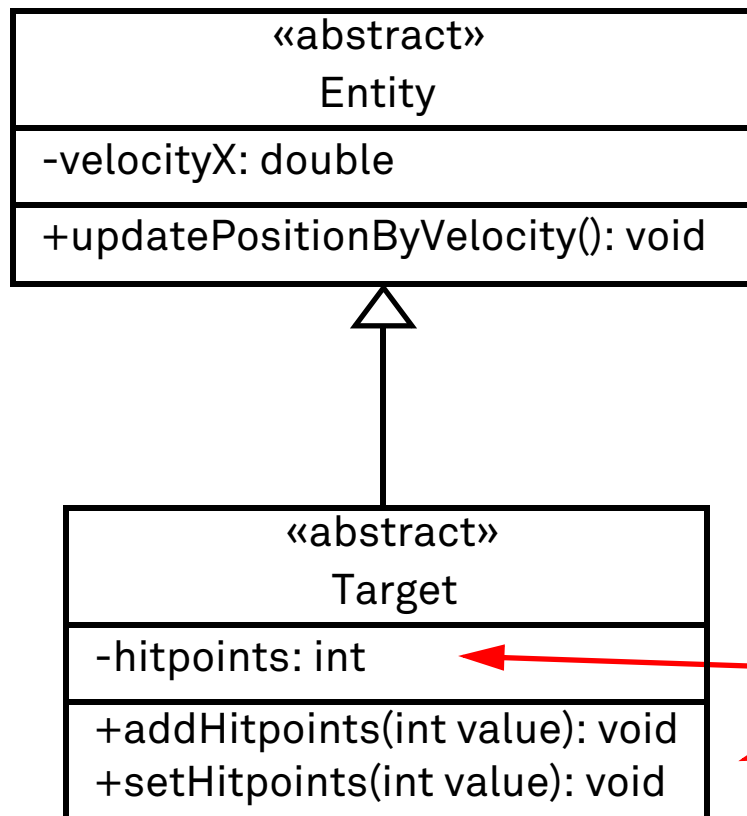 «abstract»
Entity
-velocityX: double
+updatePositionByVelocity(): void
«abstract»
Target
-hitpoints: int
+addHitpoints(int value): void
+setHitpoints(int value): void